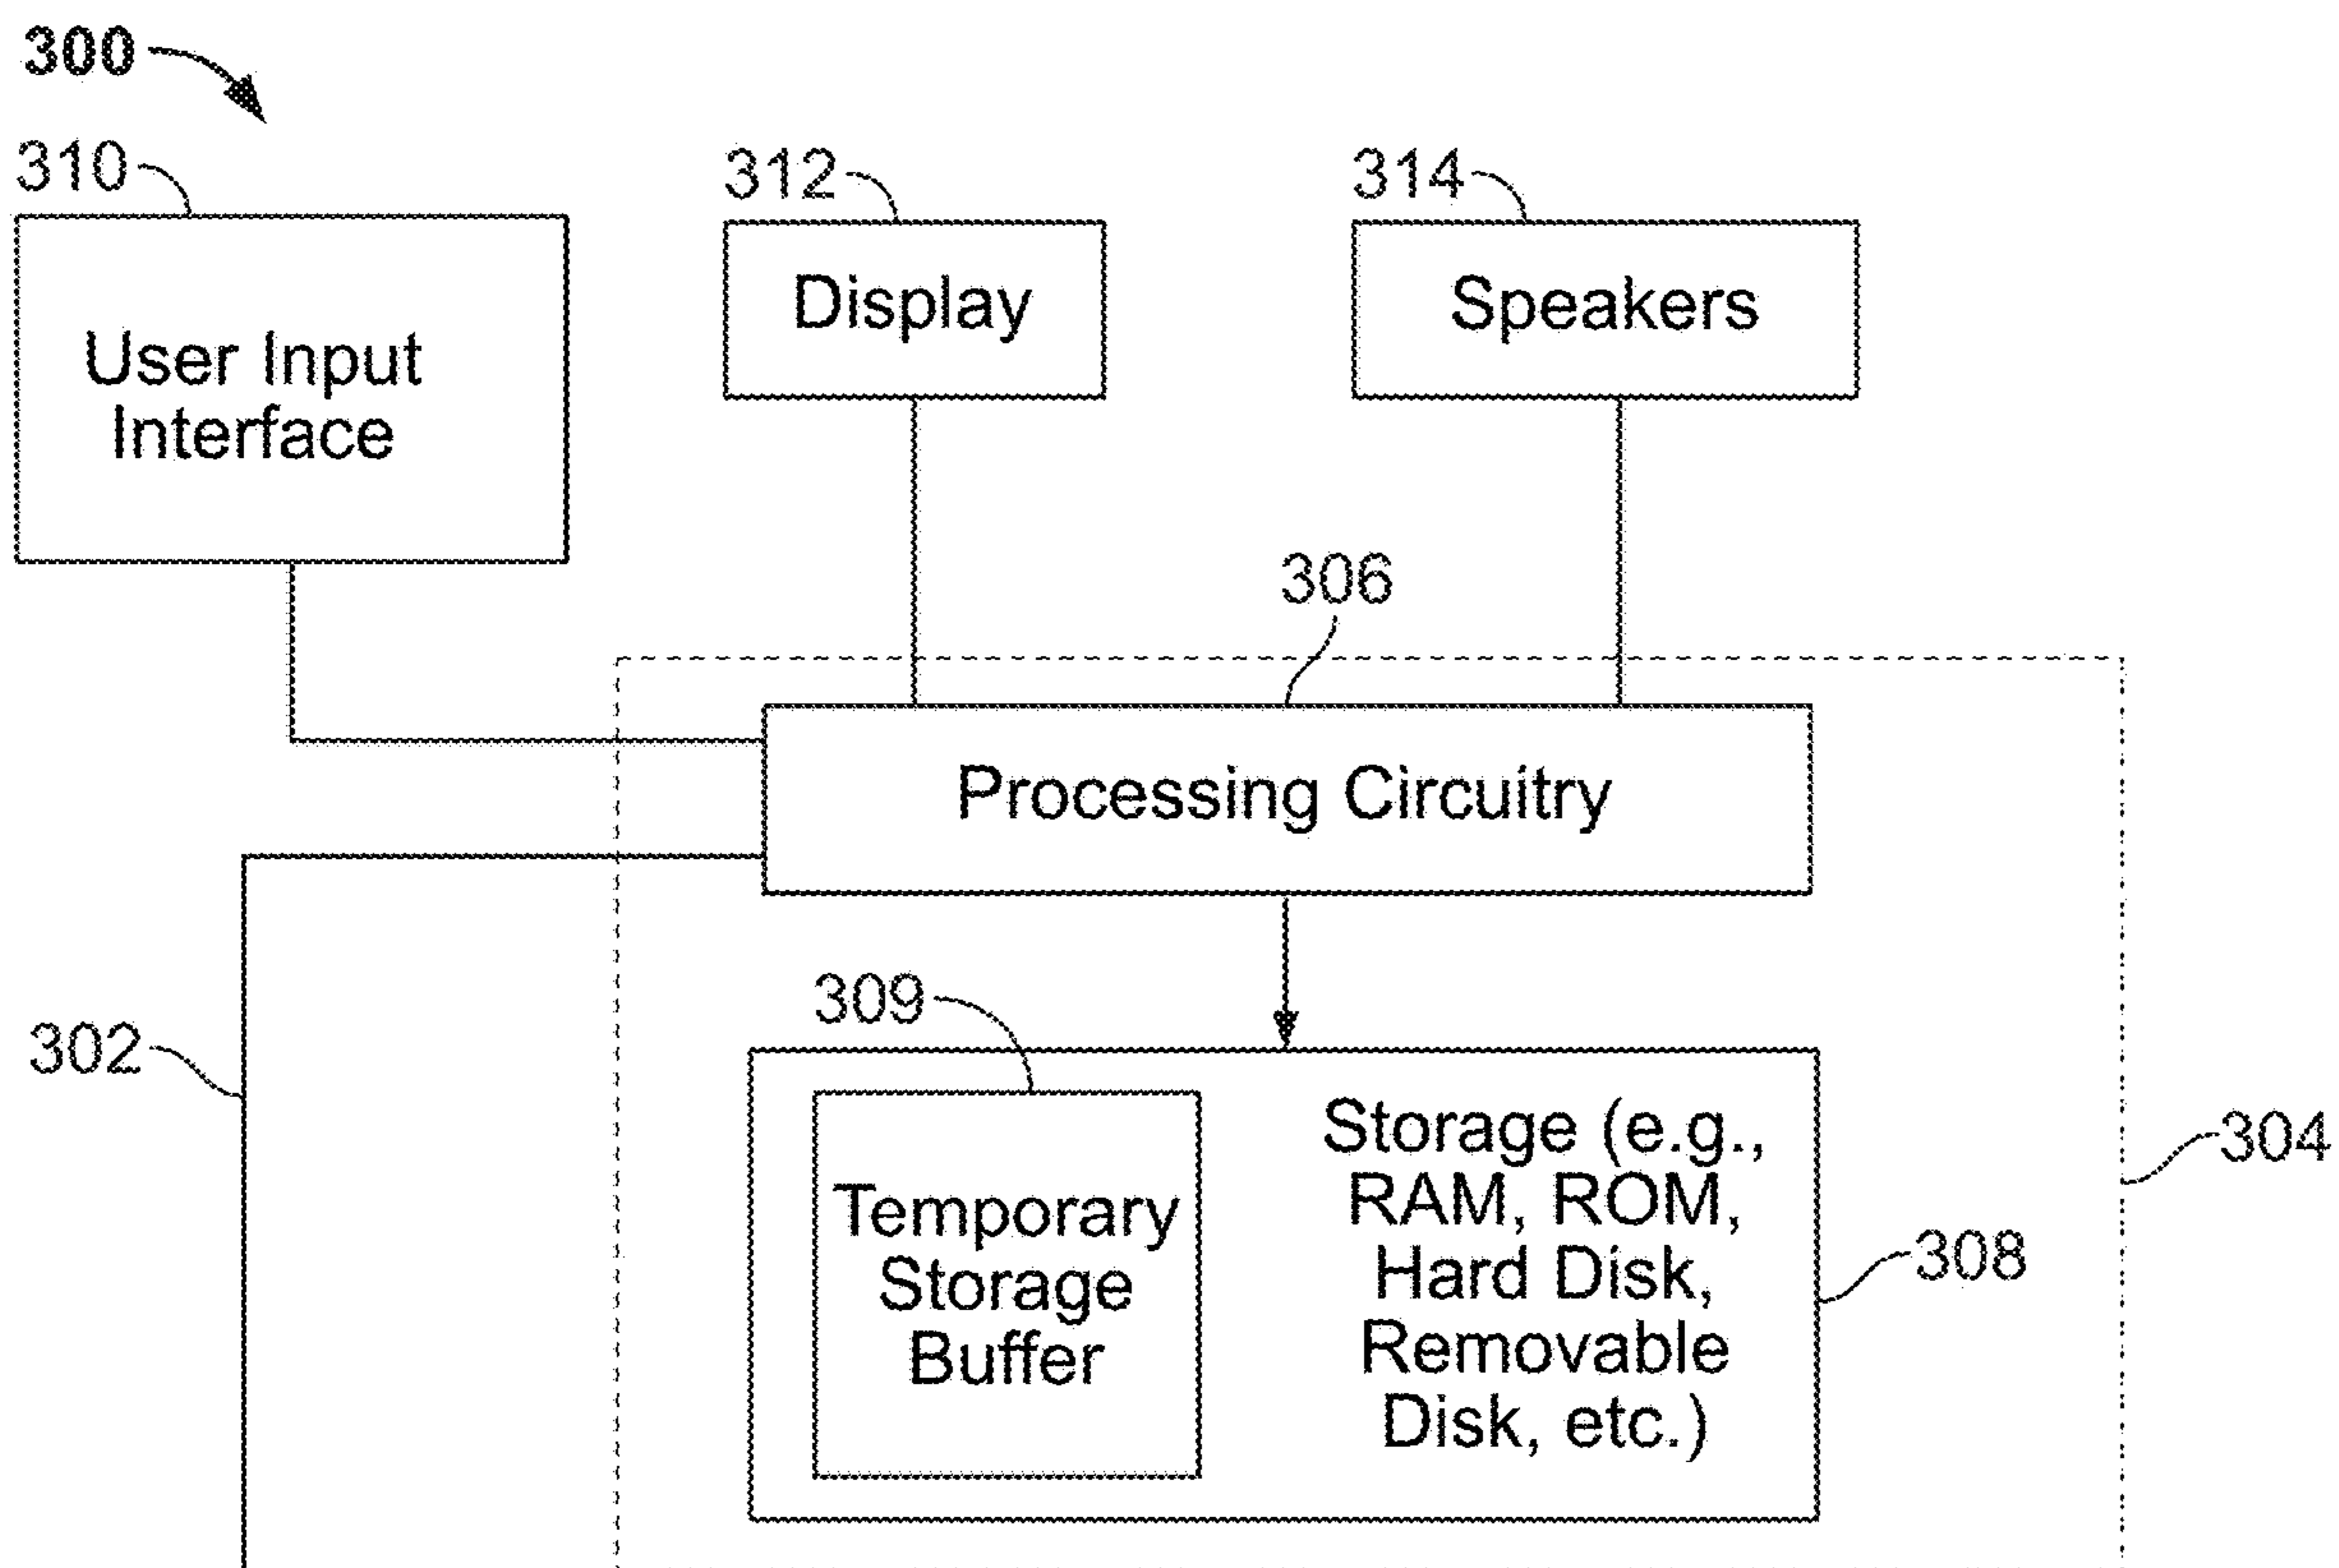 300
310
312
314
User Input
Interface
Display
Speakers
306
Processing Circuitry
309
302
Temporary
Storage
Buffer
Storage (e.g.,
RAM, ROM,
Hard Disk,
Removable
Disk, etc.)
304
308